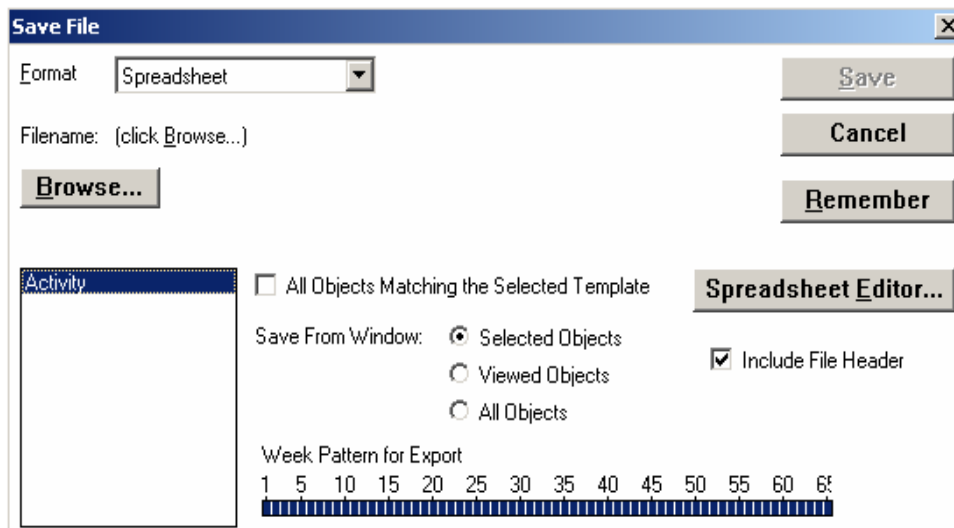 Save File
Format Spreadsheet
Save
Filename: (click Browse...)
Cancel
Browse...
Remember
Activity
All Objects Matching the Selected Template
Spreadsheet Editor...
Save From Window: Selected Objects
Include File Header
Viewed Objects
All Objects
Week Pattern for Export
1 5 10 15 20 25 30 35 40 45 50 55 60